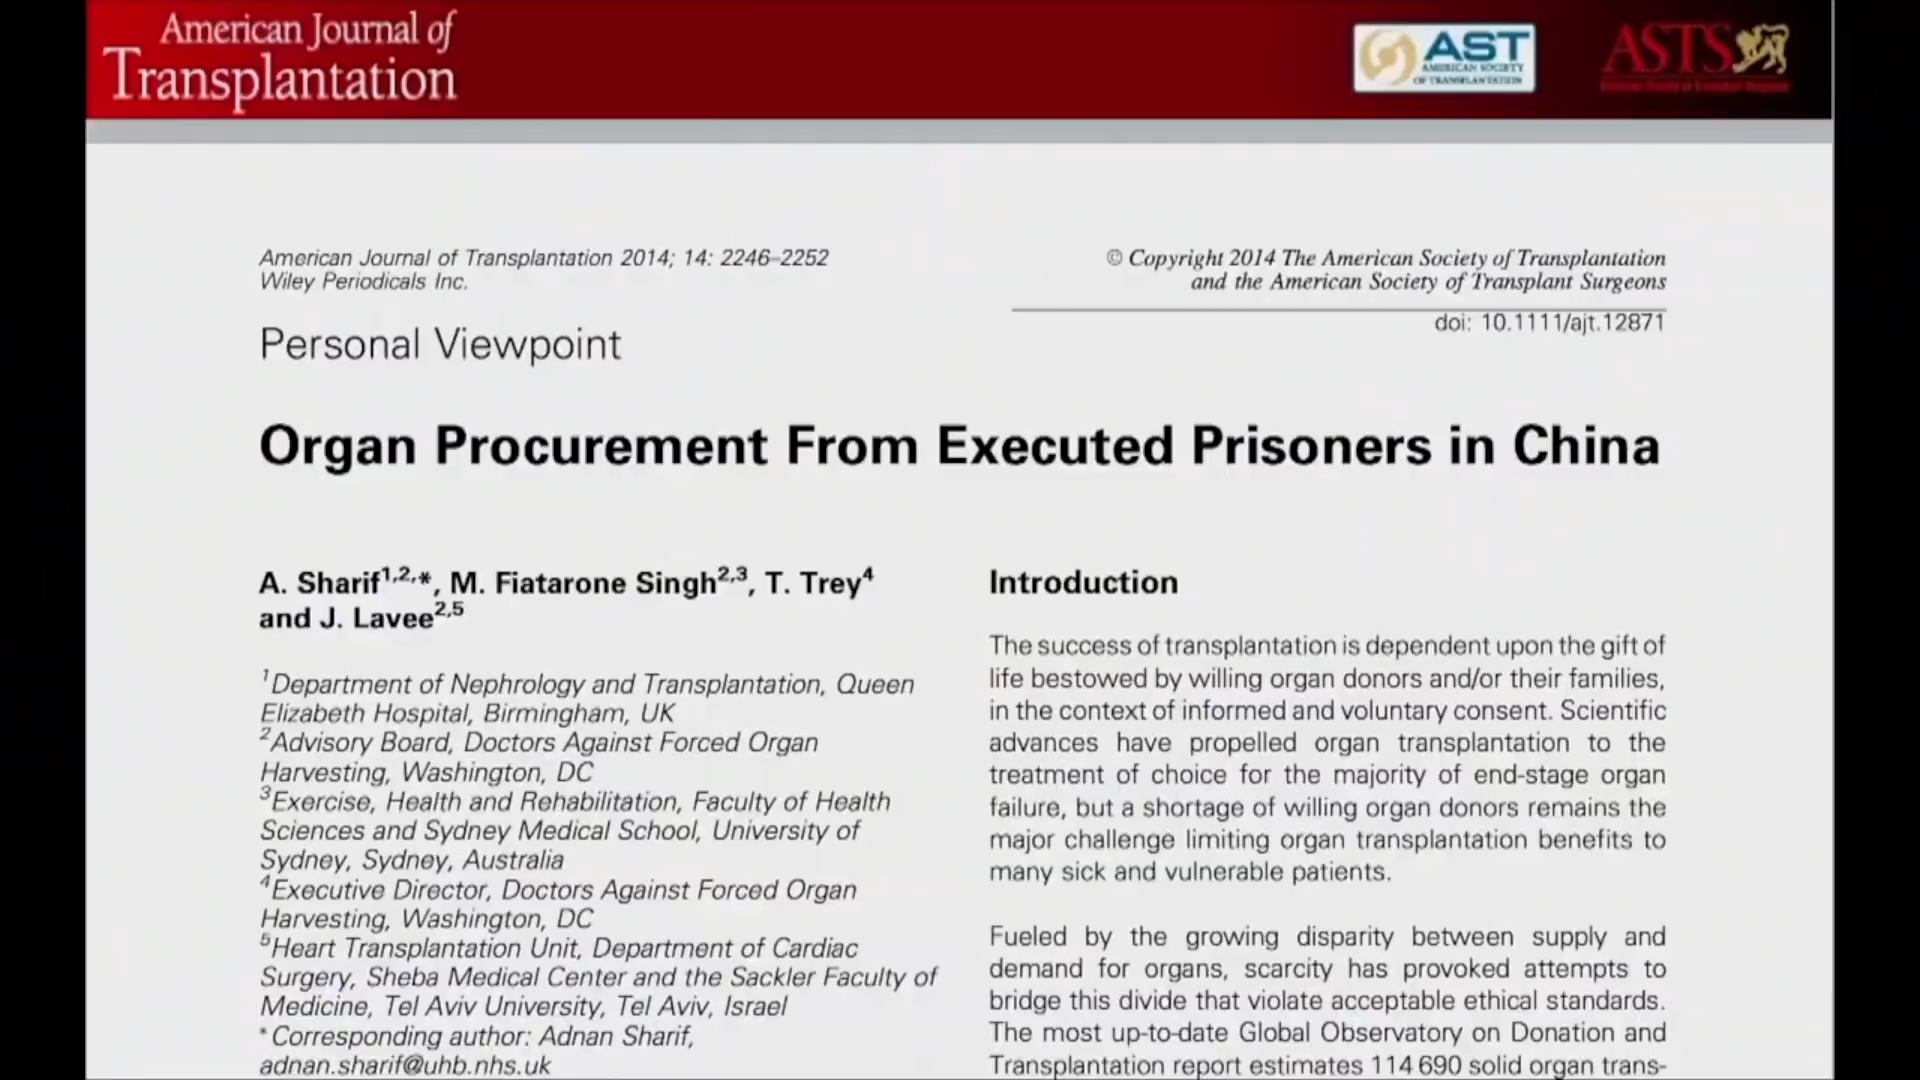 American Journal of
Transplantation
AST
AMERICAN SOCIETY
OF TRANSPLANTATION
ASTS
American Journal of Transplantation 2014; 14: 2246–2252
Wiley Periodicals Inc.
© Copyright 2014 The American Society of Transplantation
and the American Society of Transplant Surgeons
doi: 10.1111/ajt.12871
Personal Viewpoint
Organ Procurement From Executed Prisoners in China
A. Sharif1,2,*, M. Fiatarone Singh2,3, T. Trey4
and J. Lavee2,5
1Department of Nephrology and Transplantation, Queen
Elizabeth Hospital, Birmingham, UK
2Advisory Board, Doctors Against Forced Organ
Harvesting, Washington, DC
3Exercise, Health and Rehabilitation, Faculty of Health
Sciences and Sydney Medical School, University of
Sydney, Sydney, Australia
4Executive Director, Doctors Against Forced Organ
Harvesting, Washington, DC
5Heart Transplantation Unit, Department of Cardiac
Surgery, Sheba Medical Center and the Sackler Faculty of
Medicine, Tel Aviv University, Tel Aviv, Israel
*Corresponding author: Adnan Sharif,
adnan.sharif@uhb.nhs.uk
Introduction
The success of transplantation is dependent upon the gift of
life bestowed by willing organ donors and/or their families,
in the context of informed and voluntary consent. Scientific
advances have propelled organ transplantation to the
treatment of choice for the majority of end-stage organ
failure, but a shortage of willing organ donors remains the
major challenge limiting organ transplantation benefits to
many sick and vulnerable patients.
Fueled by the growing disparity between supply and
demand for organs, scarcity has provoked attempts to
bridge this divide that violate acceptable ethical standards.
The most up-to-date Global Observatory on Donation and
Transplantation report estimates 114 690 solid organ trans-